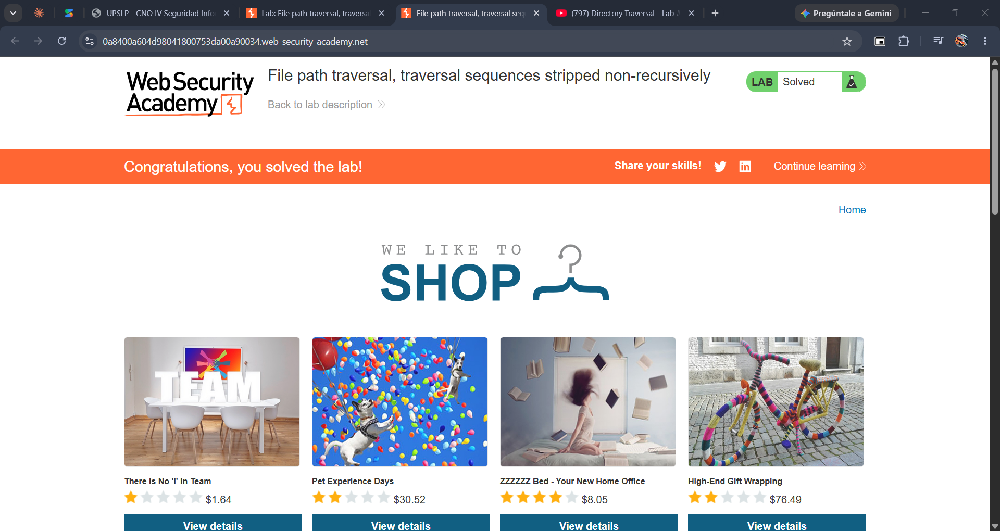 UPSLP - CNO IV Seguridad Info
Lab: File path traversal, traversa
File path traversal, traversal seq
(797) Directory Traversal - Lab #
Pregúntale a Gemini
0a8400a604d98041800753da00a90034.web-security-academy.net
Web Security
Academy
File path traversal, traversal sequences stripped non-recursively
Back to lab description
LAB Solved
Congratulations, you solved the lab!
Share your skills!
Continue learning
Home
WE LIKE TO
SHOP
TEAM
There is No 'I' in Team
$1.64
View details
Pet Experience Days
$30.52
View details
ZZZZZZ Bed - Your New Home Office
$8.05
View details
High-End Gift Wrapping
$76.49
View details